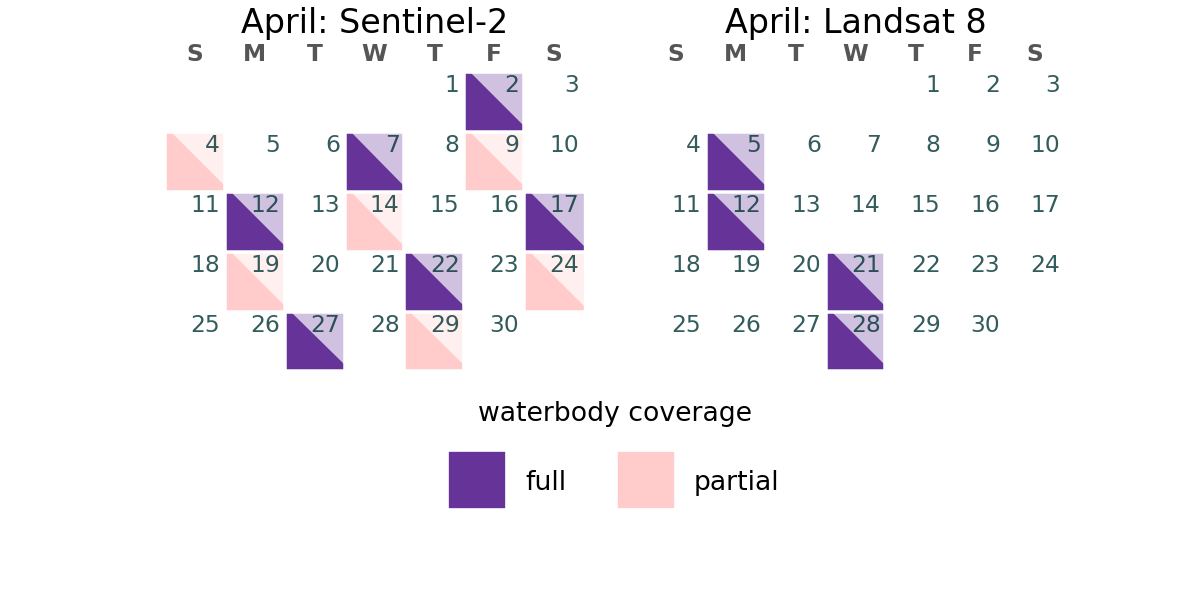 April: Sentinel-2
S M T W T F S
1 2 3
4 5 6 7 8 9 10
11 12 13 14 15 16 17
18 19 20 21 22 23 24
25 26 27 28 29 30
April: Landsat 8
S M T W T F S
1 2 3
4 5 6 7 8 9 10
11 12 13 14 15 16 17
18 19 20 21 22 23 24
25 26 27 28 29 30
waterbody coverage
full partial